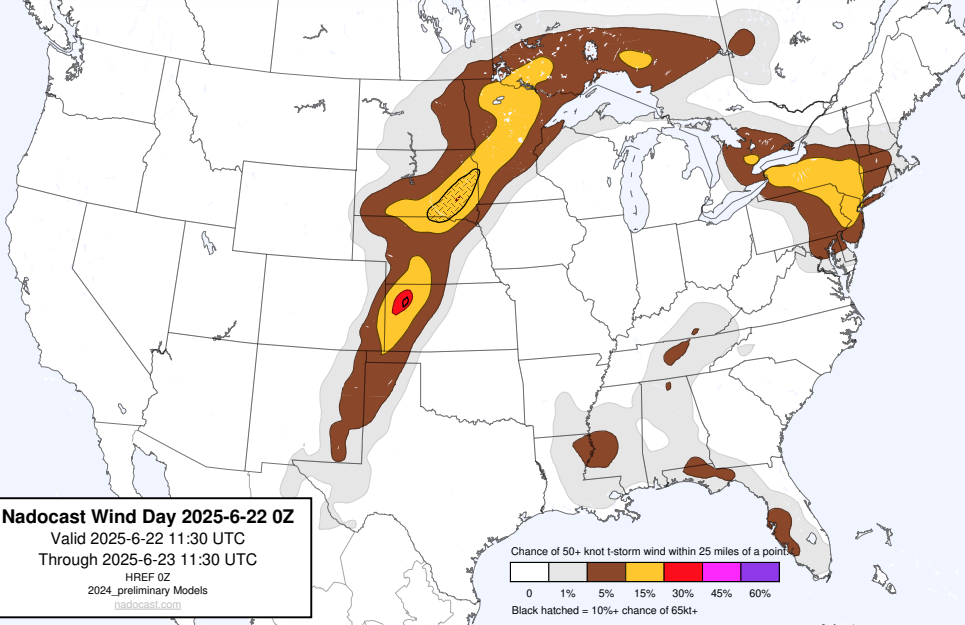 Nadocast Wind Day 2025-6-22 0Z
Valid 2025-6-22 11:30 UTC
Through 2025-6-23 11:30 UTC
HREF 0Z
2024_preliminary Models
nadocast.com
Chance of 50+ knot t-storm wind within 25 miles of a point.
0 1% 5% 15% 30% 45% 60%
Black hatched = 10%+ chance of 65kt+